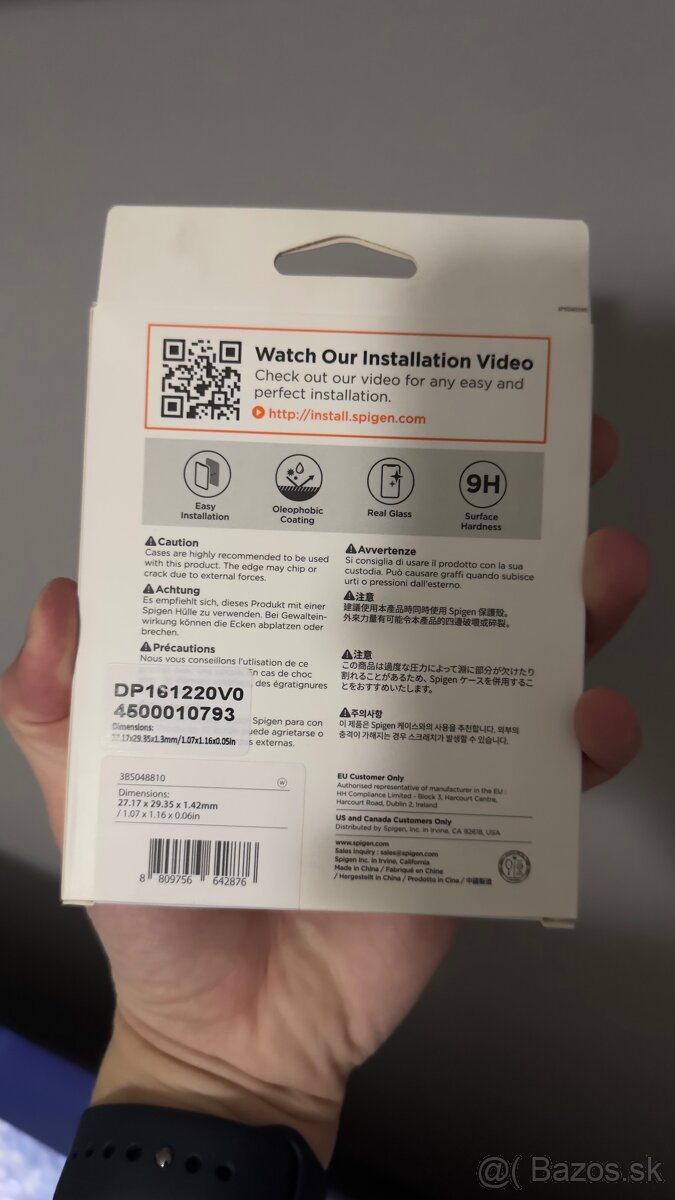 Watch Our Installation Video
Check out our video for any easy and
perfect installation.
http://install.spigen.com
Easy
Installation
Oleophobic
Coating
Real Glass
9H
Surface
Hardness
Caution
Cases are highly recommended to be used
with this product. The edge may chip or
crack due to external forces.
Achtung
Es empfiehlt sich, dieses Produkt mit einer
Spigen Hülle zu verwenden. Bei Gewaltein-
wirkung können die Ecken abplatzen oder
brechen.
Précautions
Nous vous conseillons l'utilisation de ce
En cas de choc
des égratignures
Spigen para con
puede agrietarse o
externas.
DP161220V0
4500010793
Dimensions:
27.17x29.35x1.3mm/1.07x1.16x0.05in
Avvertenze
Si consiglia di usare il prodotto con la sua
custodia. Può causare graffi quando subisce
urti o pressioni dall'esterno.
注意
建議使用本產品時同時使用 Spigen 保護殼。
外來力量有可能令本產品的四邊破壞或碎裂。
注意
この商品は過度な圧力によって淵に部分が欠けたり
割れることがあるため、Spigen ケースを併用するこ
とをおすすめいたします。
주의사항
이 제품은 Spigen 케이스와의 사용을 추천합니다. 외부의
충격이 가해지는 경우 스크래치가 발생할 수 있습니다.
3B5048810
W
Dimensions:
27.17 x 29.35 x 1.42mm
/ 1.07 x 1.16 x 0.06in
8 809756 642876
EU Customer Only
Authorised representative of manufacturer in the EU :
HH Compliance Limited - Block 3, Harcourt Centre,
Harcourt Road, Dublin 2, Ireland
US and Canada Customers Only
Distributed by Spigen, Inc. in Irvine, CA 92618, USA
www.spigen.com
Sales Inquiry : sales@spigen.com
Spigen Inc. in Irvine, California
Made in China / Fabriqué en Chine
/ Hergestellt in China / Prodotto in Cina / 中國製造
@( Bazos.sk